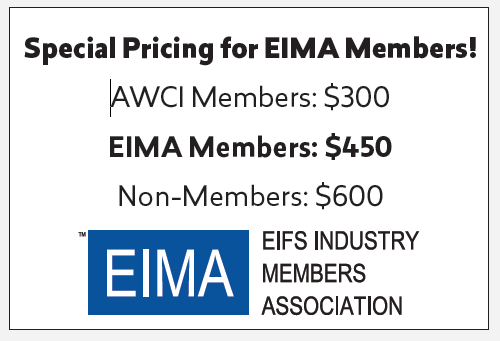 Special Pricing for EIMA Members!
AWCI Members: $300
EIMA Members: $450
Non-Members: $600
™
EIMA
EIFS INDUSTRY
MEMBERS
ASSOCIATION